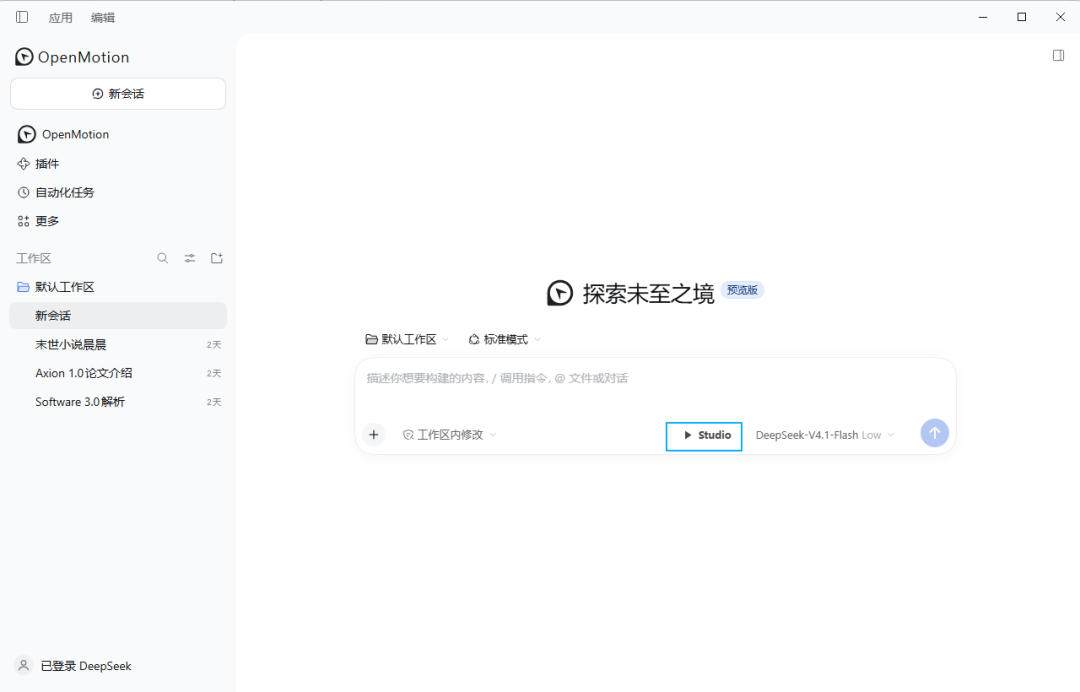 应用 编辑
OpenMotion
新会话
OpenMotion
插件
自动化任务
更多
工作区
默认工作区
新会话
末世小说晨晨 2天
Axion 1.0论文介绍 2天
Software 3.0解析 2天
已登录 DeepSeek
探索未至之境 预览版
默认工作区 标准模式
描述你想要构建的内容, / 调用指令, @ 文件或对话
工作区内修改 Studio DeepSeek-V4.1-Flash Low